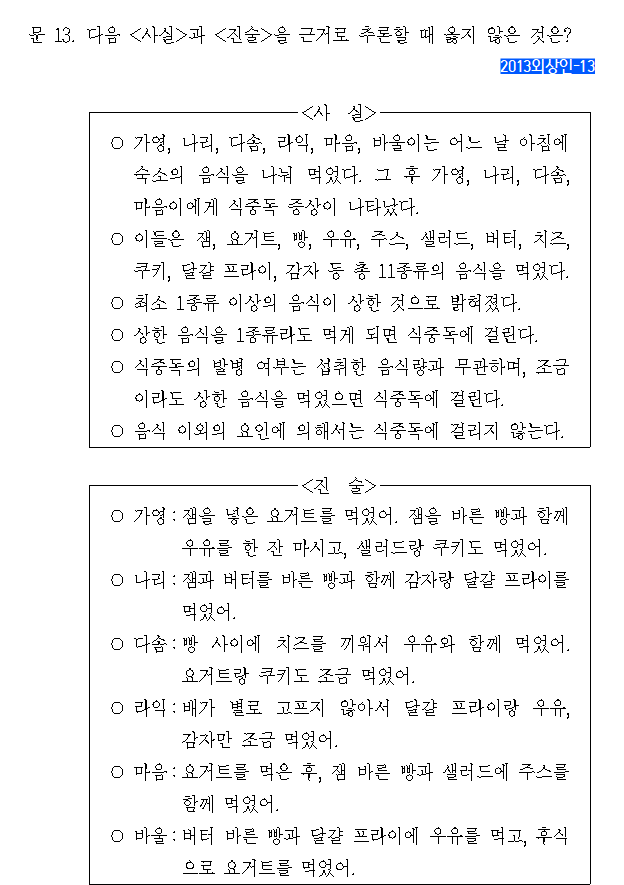 문 13. 다음 <사실>과 <진술>을 근거로 추론할 때 옳지 않은 것은?
2013외상인-13
<사 실>
○ 가영, 나리, 다솜, 라익, 마음, 바울이는 어느 날 아침에
숙소의 음식을 나눠 먹었다. 그 후 가영, 나리, 다솜,
마음이에게 식중독 증상이 나타났다.
○ 이들은 잼, 요거트, 빵, 우유, 주스, 샐러드, 버터, 치즈,
쿠키, 달걀 프라이, 감자 등 총 11종류의 음식을 먹었다.
○ 최소 1종류 이상의 음식이 상한 것으로 밝혀졌다.
○ 상한 음식을 1종류라도 먹게 되면 식중독에 걸린다.
○ 식중독의 발병 여부는 섭취한 음식량과 무관하며, 조금
이라도 상한 음식을 먹었으면 식중독에 걸린다.
○ 음식 이외의 요인에 의해서는 식중독에 걸리지 않는다.
<진 술>
○ 가영 : 잼을 넣은 요거트를 먹었어. 잼을 바른 빵과 함께
우유를 한 잔 마시고, 샐러드랑 쿠키도 먹었어.
○ 나리 : 잼과 버터를 바른 빵과 함께 감자랑 달걀 프라이를
먹었어.
○ 다솜 : 빵 사이에 치즈를 끼워서 우유와 함께 먹었어.
요거트랑 쿠키도 조금 먹었어.
○ 라익 : 배가 별로 고프지 않아서 달걀 프라이랑 우유,
감자만 조금 먹었어.
○ 마음 : 요거트를 먹은 후, 잼 바른 빵과 샐러드에 주스를
함께 먹었어.
○ 바울 : 버터 바른 빵과 달걀 프라이에 우유를 먹고, 후식
으로 요거트를 먹었어.